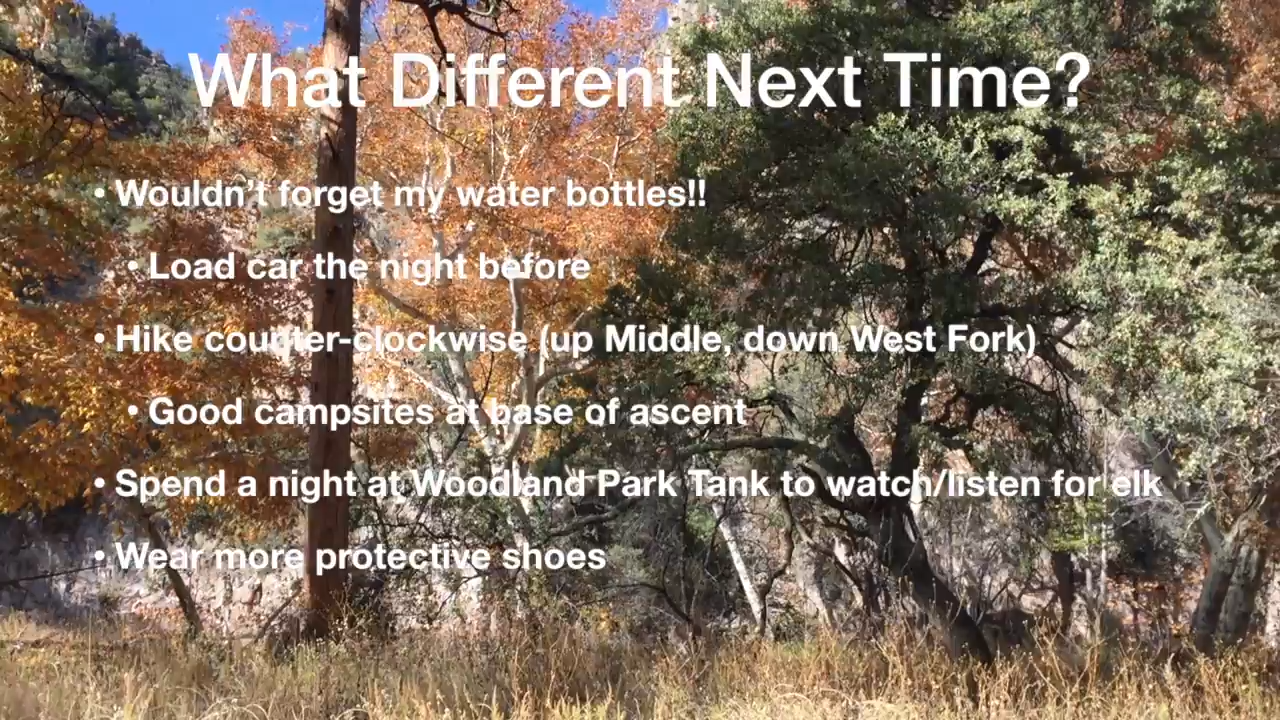 What Different Next Time?
• Wouldn't forget my water bottles!!
• Load car the night before
• Hike counter-clockwise (up Middle, down West Fork)
• Good campsites at base of ascent
• Spend a night at Woodland Park Tank to watch/listen for elk
• Wear more protective shoes